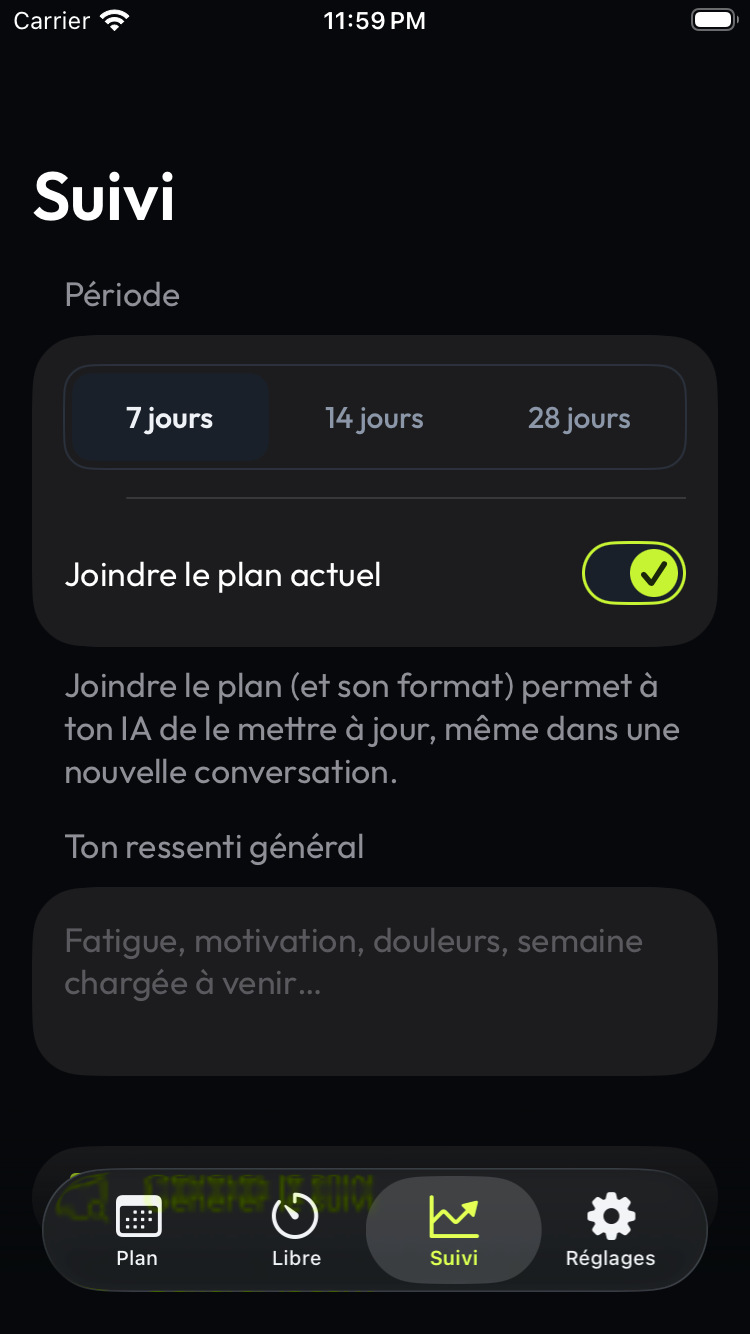 Carrier 11:59 PM
Suivi
Période
7 jours 14 jours 28 jours
Joindre le plan actuel
Joindre le plan (et son format) permet à
ton IA de le mettre à jour, même dans une
nouvelle conversation.
Ton ressenti général
Fatigue, motivation, douleurs, semaine
chargée à venir…
Plan Libre Suivi Réglages